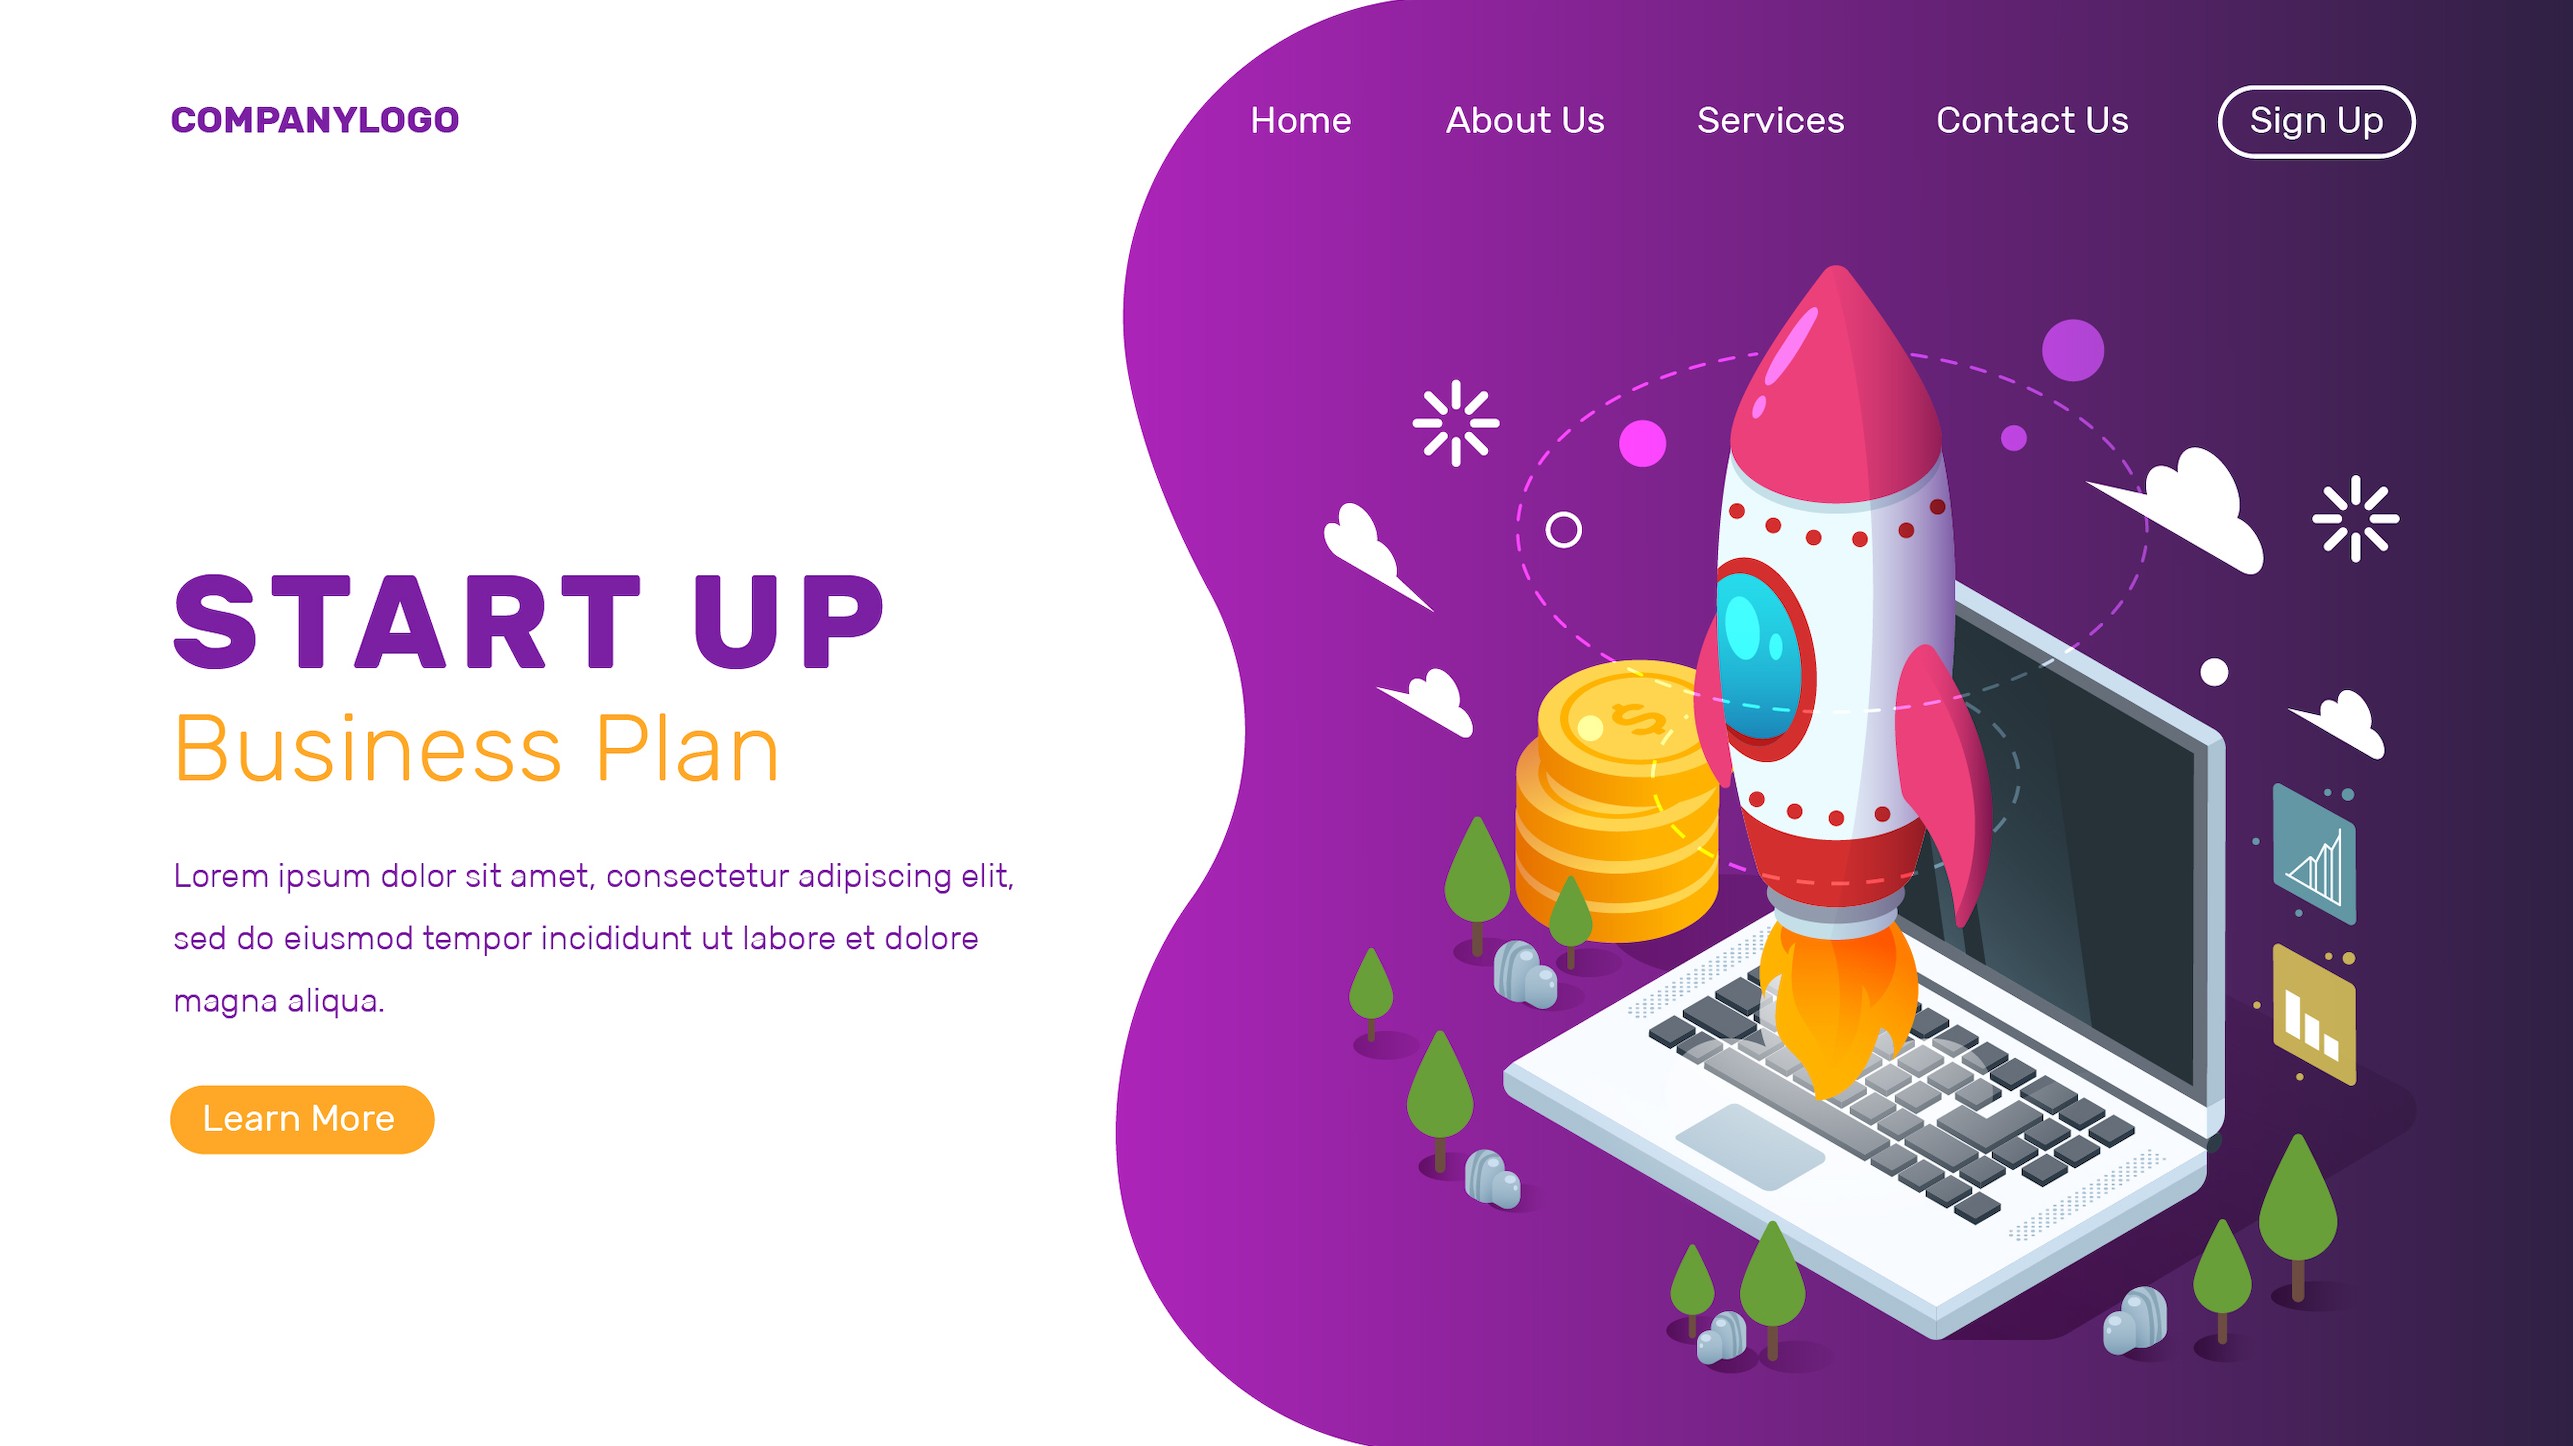 COMPANYLOGO
Home
About Us
Services
Contact Us
Sign Up
START UP
Business Plan
Lorem ipsum dolor sit amet, consectetur adipiscing elit,
sed do eiusmod tempor incididunt ut labore et dolore
magna aliqua.
Learn More
$